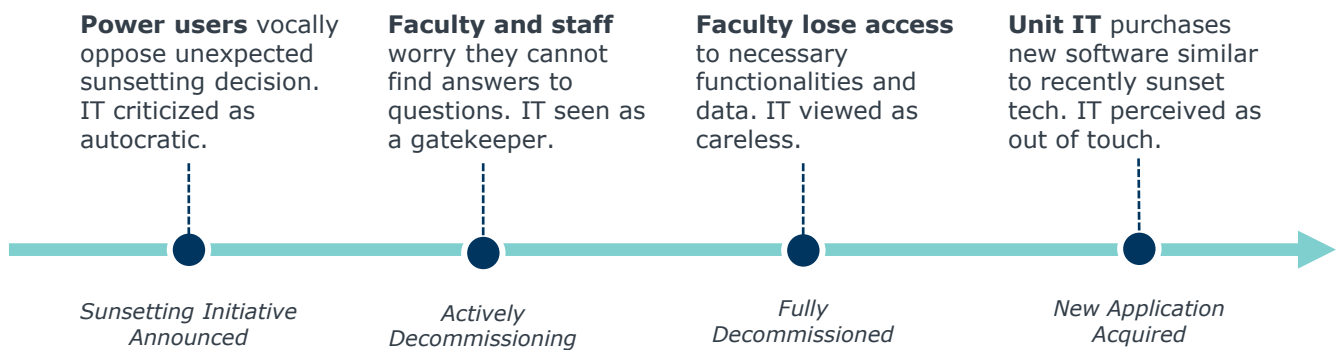 Power users vocally
oppose unexpected
sunsetting decision.
IT criticized as
autocratic.
Faculty and staff
worry they cannot
find answers to
questions. IT seen as
a gatekeeper.
Faculty lose access
to necessary
functionalities and
data. IT viewed as
careless.
Unit IT purchases
new software similar
to recently sunset
tech. IT perceived as
out of touch.
Sunsetting Initiative
Announced
Actively
Decommissioning
Fully
Decommissioned
New Application
Acquired